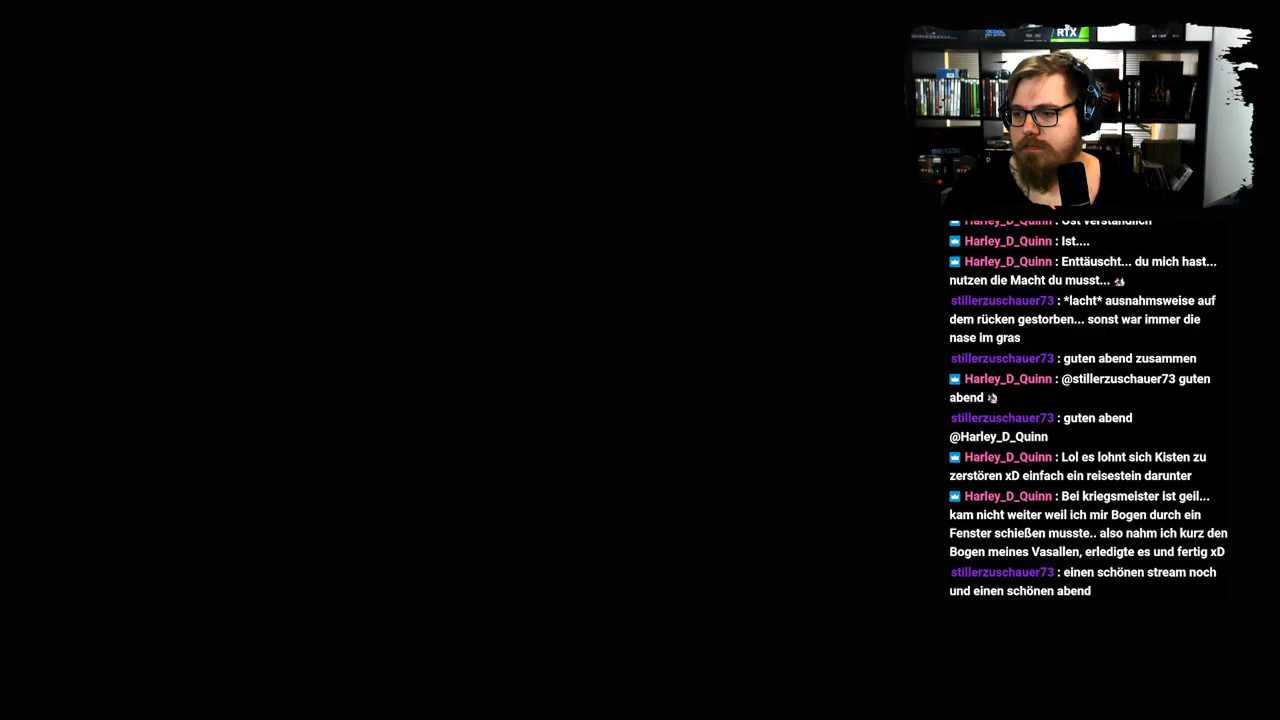 RTX
Harley_D_Quinn : Ost verständlich
Harley_D_Quinn : Ist....
Harley_D_Quinn : Enttäuscht... du mich hast...
nutzen die Macht du musst...
stillerzuschauer73 : *lacht* ausnahmsweise auf
dem rücken gestorben... sonst war immer die
nase im gras
stillerzuschauer73 : guten abend zusammen
Harley_D_Quinn : @stillerzuschauer73 guten
abend
stillerzuschauer73 : guten abend
@Harley_D_Quinn
Harley_D_Quinn : Lol es lohnt sich Kisten zu
zerstören xD einfach ein reisestein darunter
Harley_D_Quinn : Bei kriegsmeister ist geil...
kam nicht weiter weil ich mir Bogen durch ein
Fenster schießen musste.. also nahm ich kurz den
Bogen meines Vasallen, erledigte es und fertig xD
stillerzuschauer73 : einen schönen stream noch
und einen schönen abend